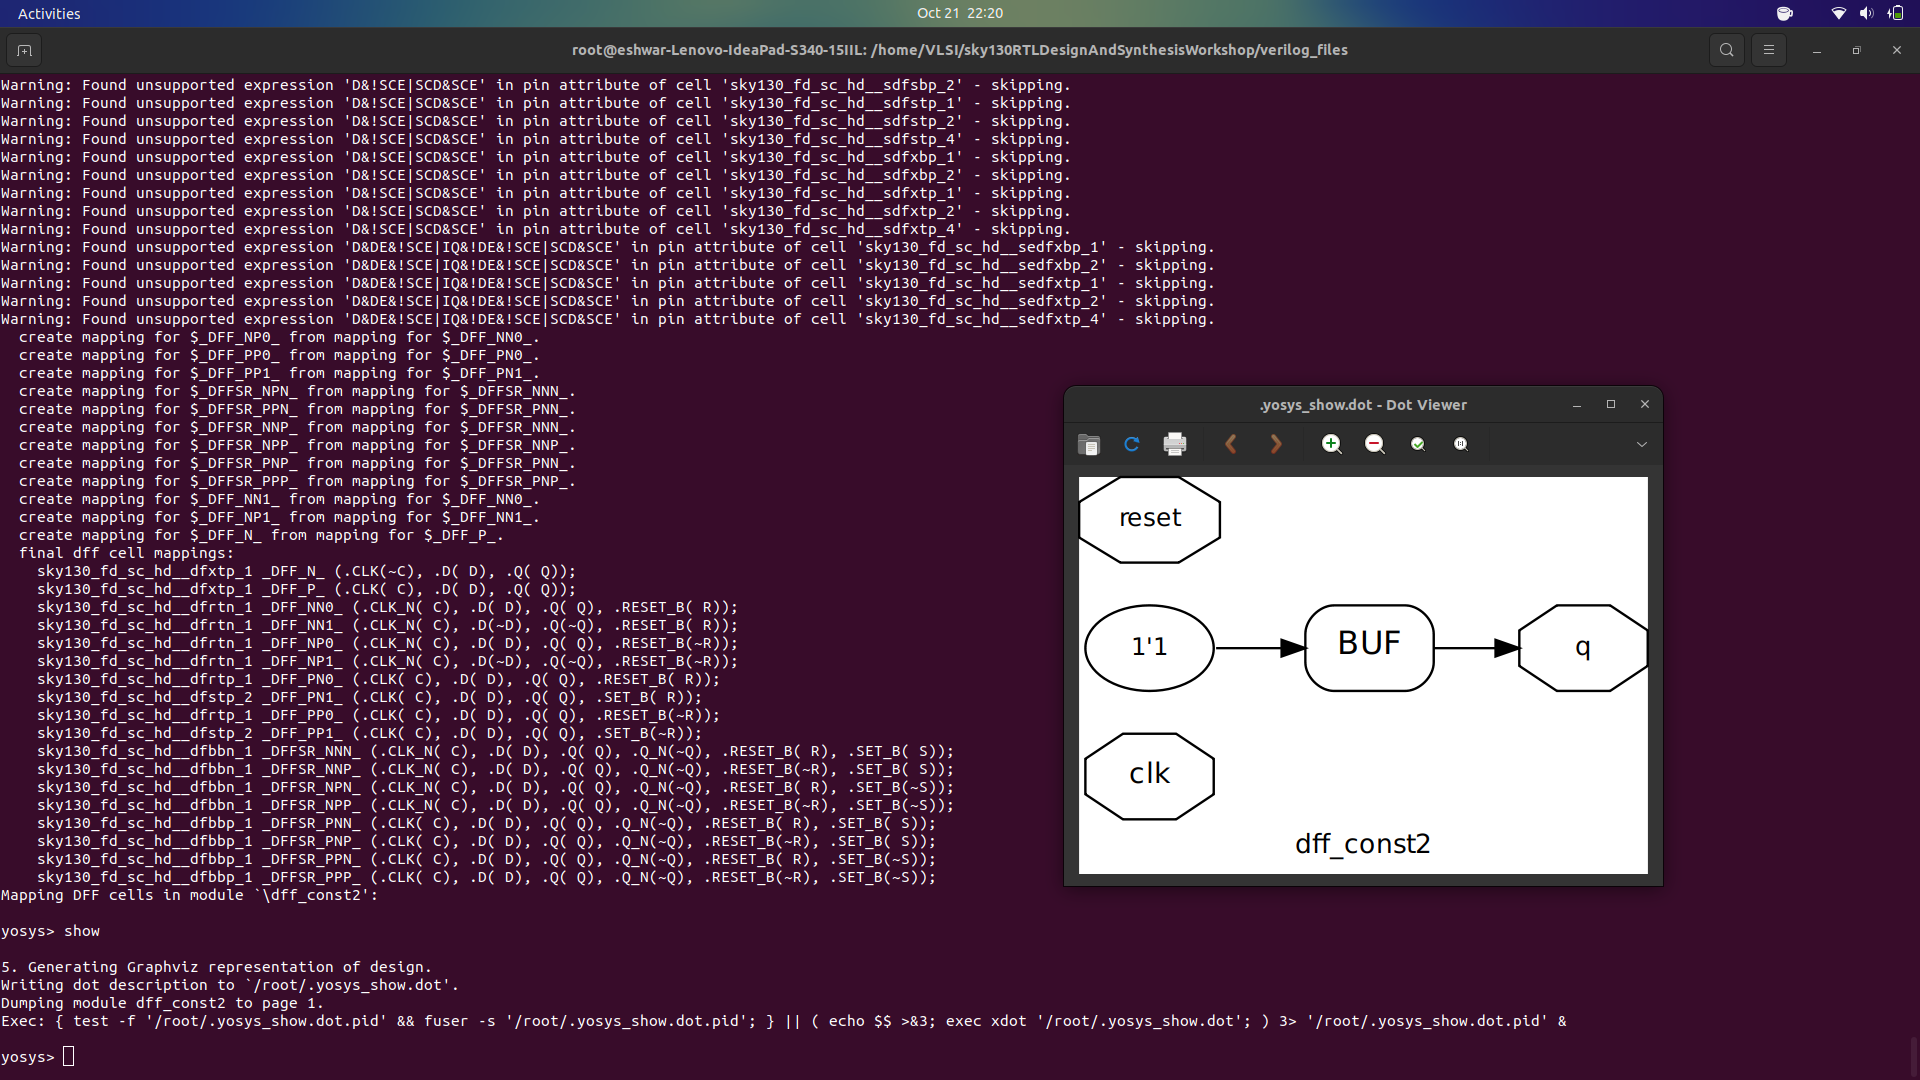 Activities
Oct 21 22:20
root@eshwar-Lenovo-IdeaPad-S340-15IIL: /home/VLSI/sky130RTLDesignAndSynthesisWorkshop/verilog_files
Warning: Found unsupported expression 'D&!SCE|SCD&SCE' in pin attribute of cell 'sky130_fd_sc_hd__sdfsbp_2' - skipping.
Warning: Found unsupported expression 'D&!SCE|SCD&SCE' in pin attribute of cell 'sky130_fd_sc_hd__sdfstp_1' - skipping.
Warning: Found unsupported expression 'D&!SCE|SCD&SCE' in pin attribute of cell 'sky130_fd_sc_hd__sdfstp_2' - skipping.
Warning: Found unsupported expression 'D&!SCE|SCD&SCE' in pin attribute of cell 'sky130_fd_sc_hd__sdfstp_4' - skipping.
Warning: Found unsupported expression 'D&!SCE|SCD&SCE' in pin attribute of cell 'sky130_fd_sc_hd__sdfxbp_1' - skipping.
Warning: Found unsupported expression 'D&!SCE|SCD&SCE' in pin attribute of cell 'sky130_fd_sc_hd__sdfxbp_2' - skipping.
Warning: Found unsupported expression 'D&!SCE|SCD&SCE' in pin attribute of cell 'sky130_fd_sc_hd__sdfxtp_1' - skipping.
Warning: Found unsupported expression 'D&!SCE|SCD&SCE' in pin attribute of cell 'sky130_fd_sc_hd__sdfxtp_2' - skipping.
Warning: Found unsupported expression 'D&!SCE|SCD&SCE' in pin attribute of cell 'sky130_fd_sc_hd__sdfxtp_4' - skipping.
Warning: Found unsupported expression 'D&DE&!SCE|IQ&!DE&!SCE|SCD&SCE' in pin attribute of cell 'sky130_fd_sc_hd__sedfxbp_1' - skipping.
Warning: Found unsupported expression 'D&DE&!SCE|IQ&!DE&!SCE|SCD&SCE' in pin attribute of cell 'sky130_fd_sc_hd__sedfxbp_2' - skipping.
Warning: Found unsupported expression 'D&DE&!SCE|IQ&!DE&!SCE|SCD&SCE' in pin attribute of cell 'sky130_fd_sc_hd__sedfxtp_1' - skipping.
Warning: Found unsupported expression 'D&DE&!SCE|IQ&!DE&!SCE|SCD&SCE' in pin attribute of cell 'sky130_fd_sc_hd__sedfxtp_2' - skipping.
Warning: Found unsupported expression 'D&DE&!SCE|IQ&!DE&!SCE|SCD&SCE' in pin attribute of cell 'sky130_fd_sc_hd__sedfxtp_4' - skipping.
create mapping for $_DFF_NP0_ from mapping for $_DFF_NN0_.
create mapping for $_DFF_PP0_ from mapping for $_DFF_PN0_.
create mapping for $_DFF_PP1_ from mapping for $_DFF_PN1_.
create mapping for $_DFFSR_NPN_ from mapping for $_DFFSR_NNN_.
create mapping for $_DFFSR_PPN_ from mapping for $_DFFSR_PNN_.
create mapping for $_DFFSR_NNP_ from mapping for $_DFFSR_NNN_.
create mapping for $_DFFSR_NPP_ from mapping for $_DFFSR_NNP_.
create mapping for $_DFFSR_PNP_ from mapping for $_DFFSR_PNN_.
create mapping for $_DFFSR_PPP_ from mapping for $_DFFSR_PNP_.
create mapping for $_DFF_NN1_ from mapping for $_DFF_NN0_.
create mapping for $_DFF_NP1_ from mapping for $_DFF_NN1_.
create mapping for $_DFF_N_ from mapping for $_DFF_P_.
final dff cell mappings:
sky130_fd_sc_hd__dfxtp_1 _DFF_N_ (.CLK(~C), .D( D), .Q( Q));
sky130_fd_sc_hd__dfxtp_1 _DFF_P_ (.CLK( C), .D( D), .Q( Q));
sky130_fd_sc_hd__dfrtn_1 _DFF_NN0_ (.CLK_N( C), .D( D), .Q( Q), .RESET_B( R));
sky130_fd_sc_hd__dfrtn_1 _DFF_NN1_ (.CLK_N( C), .D(~D), .Q(~Q), .RESET_B( R));
sky130_fd_sc_hd__dfrtn_1 _DFF_NP0_ (.CLK_N( C), .D( D), .Q( Q), .RESET_B(~R));
sky130_fd_sc_hd__dfrtn_1 _DFF_NP1_ (.CLK_N( C), .D(~D), .Q(~Q), .RESET_B(~R));
sky130_fd_sc_hd__dfrtp_1 _DFF_PN0_ (.CLK( C), .D( D), .Q( Q), .RESET_B( R));
sky130_fd_sc_hd__dfstp_2 _DFF_PN1_ (.CLK( C), .D( D), .Q( Q), .SET_B( R));
sky130_fd_sc_hd__dfrtp_1 _DFF_PP0_ (.CLK( C), .D( D), .Q( Q), .RESET_B(~R));
sky130_fd_sc_hd__dfstp_2 _DFF_PP1_ (.CLK( C), .D( D), .Q( Q), .SET_B(~R));
sky130_fd_sc_hd__dfbbn_1 _DFFSR_NNN_ (.CLK_N( C), .D( D), .Q( Q), .Q_N(~Q), .RESET_B( R), .SET_B( S));
sky130_fd_sc_hd__dfbbn_1 _DFFSR_NNP_ (.CLK_N( C), .D( D), .Q( Q), .Q_N(~Q), .RESET_B(~R), .SET_B( S));
sky130_fd_sc_hd__dfbbn_1 _DFFSR_NPN_ (.CLK_N( C), .D( D), .Q( Q), .Q_N(~Q), .RESET_B( R), .SET_B(~S));
sky130_fd_sc_hd__dfbbn_1 _DFFSR_NPP_ (.CLK_N( C), .D( D), .Q( Q), .Q_N(~Q), .RESET_B(~R), .SET_B(~S));
sky130_fd_sc_hd__dfbbp_1 _DFFSR_PNN_ (.CLK( C), .D( D), .Q( Q), .Q_N(~Q), .RESET_B( R), .SET_B( S));
sky130_fd_sc_hd__dfbbp_1 _DFFSR_PNP_ (.CLK( C), .D( D), .Q( Q), .Q_N(~Q), .RESET_B(~R), .SET_B( S));
sky130_fd_sc_hd__dfbbp_1 _DFFSR_PPN_ (.CLK( C), .D( D), .Q( Q), .Q_N(~Q), .RESET_B( R), .SET_B(~S));
sky130_fd_sc_hd__dfbbp_1 _DFFSR_PPP_ (.CLK( C), .D( D), .Q( Q), .Q_N(~Q), .RESET_B(~R), .SET_B(~S));
Mapping DFF cells in module `\dff_const2':
yosys> show
5. Generating Graphviz representation of design.
Writing dot description to `/root/.yosys_show.dot'.
Dumping module dff_const2 to page 1.
Exec: { test -f '/root/.yosys_show.dot.pid' && fuser -s '/root/.yosys_show.dot.pid'; } || ( echo $$ >&3; exec xdot '/root/.yosys_show.dot'; ) 3> '/root/.yosys_show.dot.pid' &
yosys>
.yosys_show.dot - Dot Viewer
reset
1'1
BUF
q
clk
dff_const2